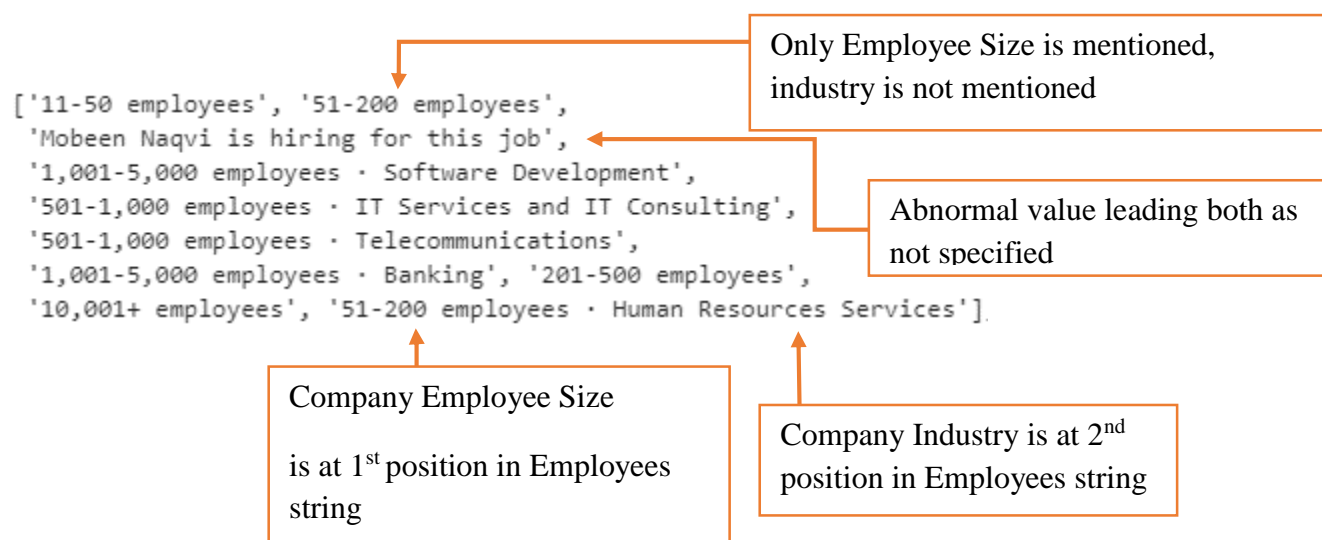 Only Employee Size is mentioned,
industry is not mentioned
['11-50 employees', '51-200 employees',
'Mobeen Naqvi is hiring for this job',
'1,001-5,000 employees · Software Development',
'501-1,000 employees · IT Services and IT Consulting',
'501-1,000 employees · Telecommunications',
'1,001-5,000 employees · Banking', '201-500 employees',
'10,001+ employees', '51-200 employees · Human Resources Services']
Abnormal value leading both as
not specified
Company Employee Size
is at 1st position in Employees
string
Company Industry is at 2nd
position in Employees string